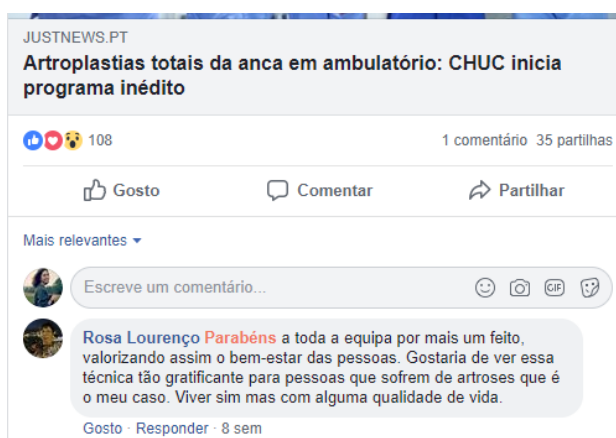 JUSTNEWS.PT
Artroplastias totais da anca em ambulatório: CHUC inicia
programa inédito
108
1 comentário 35 partilhas
Gosto Comentar Partilhar
Mais relevantes
Escreve um comentário...
GIF
Rosa Lourenço Parabéns a toda a equipa por mais um feito,
valorizando assim o bem-estar das pessoas. Gostaria de ver essa
técnica tão gratificante para pessoas que sofrem de artroses que é
o meu caso. Viver sim mas com alguma qualidade de vida.
Gosto · Responder · 8 sem